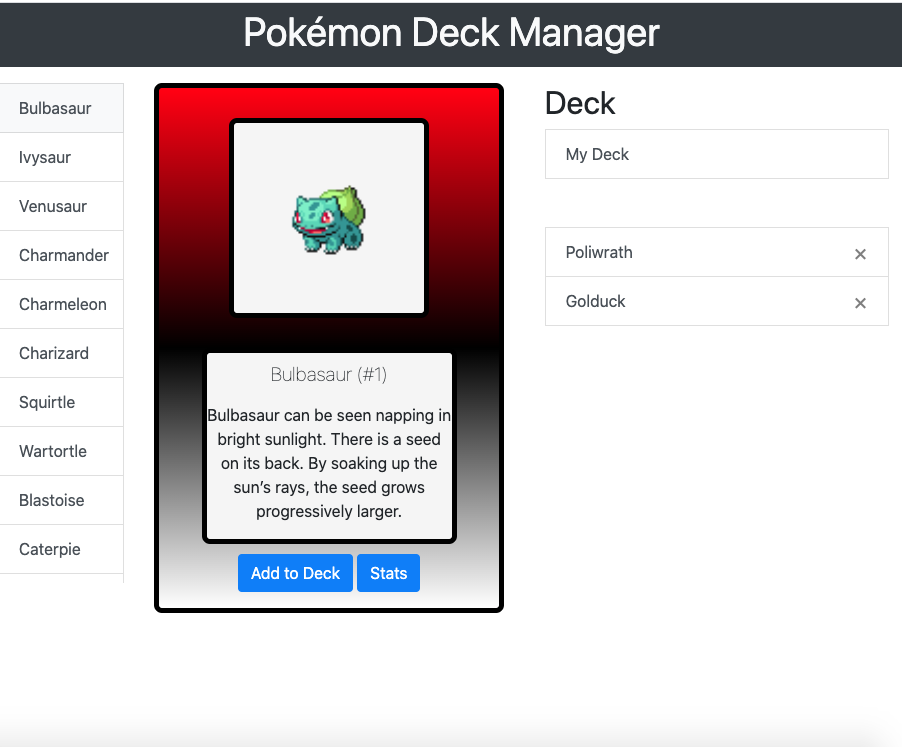 Pokémon Deck Manager
Bulbasaur
Ivysaur
Venusaur
Charmander
Charmeleon
Charizard
Squirtle
Wartortle
Blastoise
Caterpie
Bulbasaur (#1)
Bulbasaur can be seen napping in
bright sunlight. There is a seed
on its back. By soaking up the
sun’s rays, the seed grows
progressively larger.
Add to Deck
Stats
Deck
My Deck
Poliwrath ×
Golduck ×